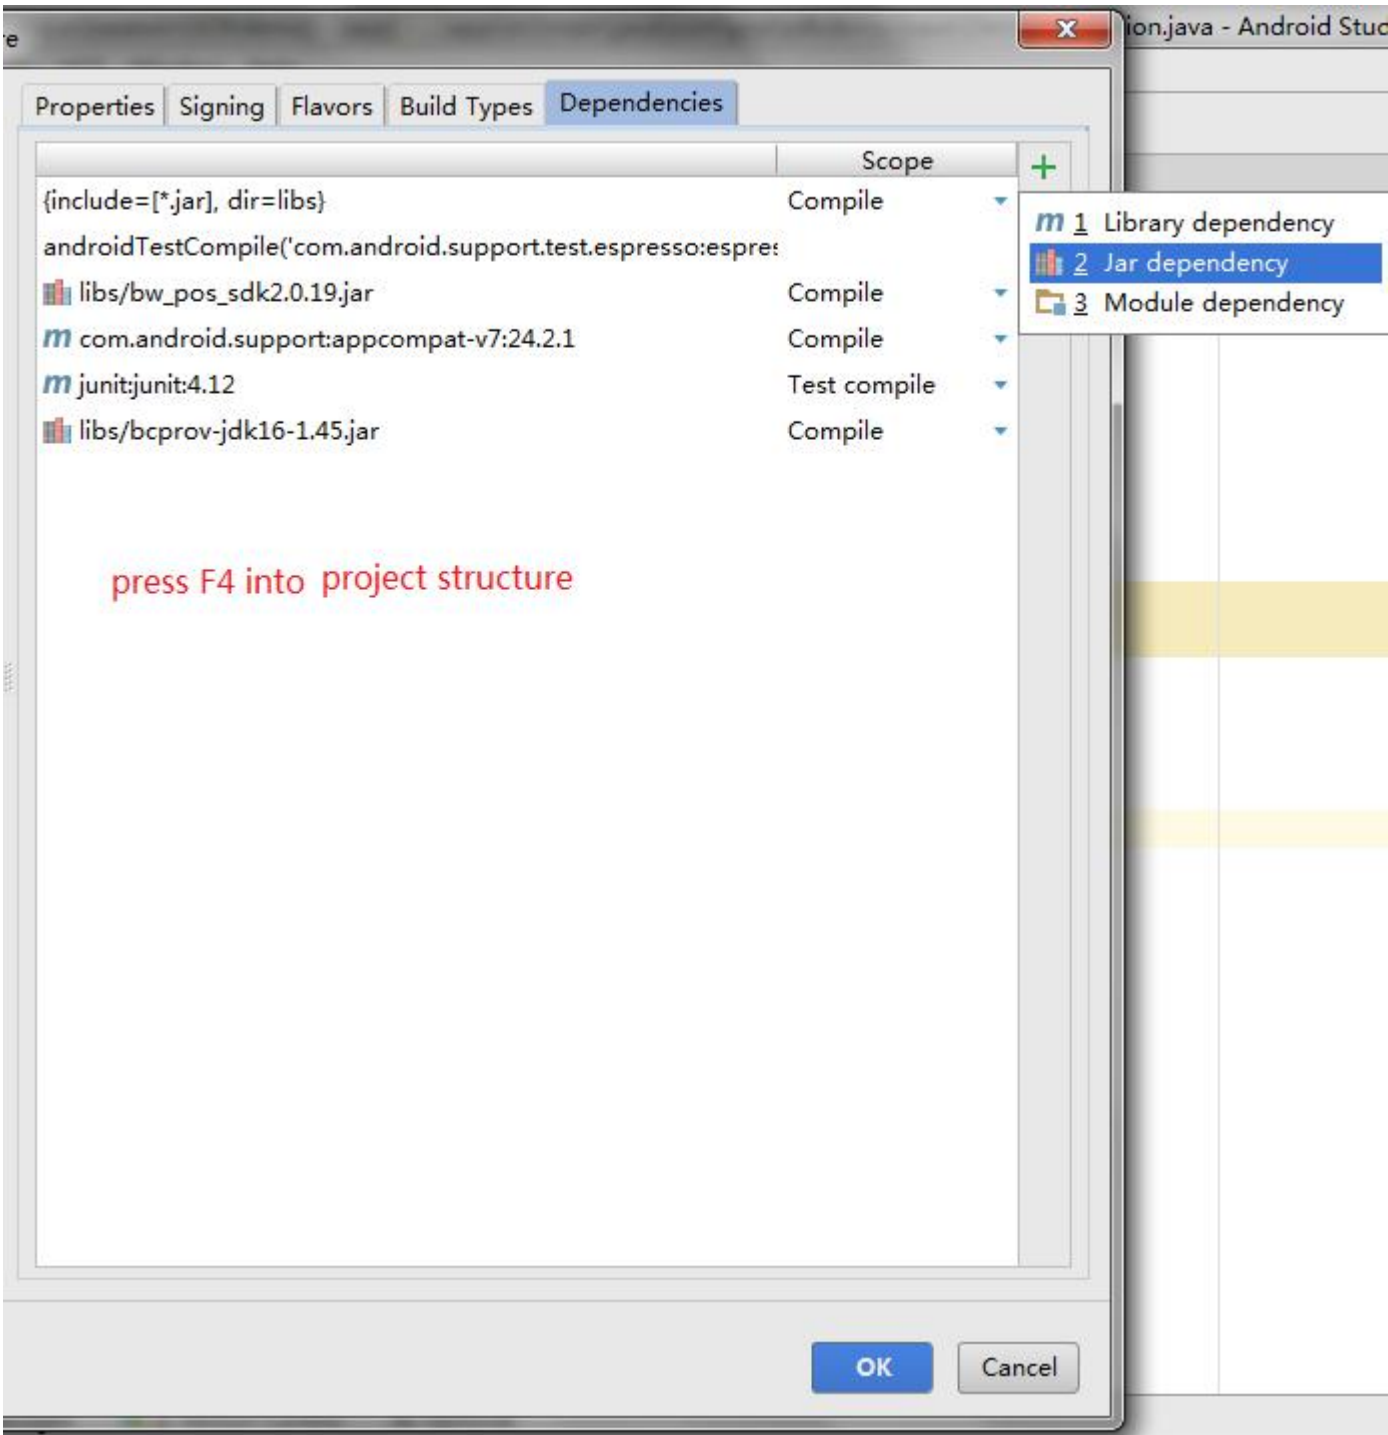 e
ion.java - Android Stud
Properties Signing Flavors Build Types Dependencies
Scope
{include=[*.jar], dir=libs} Compile
androidTestCompile('com.android.support.test.espresso:espres
libs/bw_pos_sdk2.0.19.jar Compile
m com.android.support:appcompat-v7:24.2.1 Compile
m junit:junit:4.12 Test compile
libs/bcprov-jdk16-1.45.jar Compile
m 1 Library dependency
2 Jar dependency
3 Module dependency
press F4 into project structure
OK Cancel